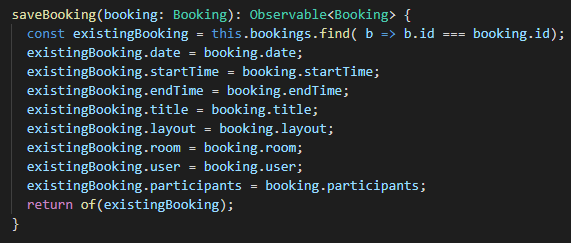 saveBooking(booking: Booking): Observable<Booking> {
const existingBooking = this.bookings.find( b => b.id === booking.id);
existingBooking.date = booking.date;
existingBooking.startTime = booking.startTime;
existingBooking.endTime = booking.endTime;
existingBooking.title = booking.title;
existingBooking.layout = booking.layout;
existingBooking.room = booking.room;
existingBooking.user = booking.user;
existingBooking.participants = booking.participants;
return of(existingBooking);
}